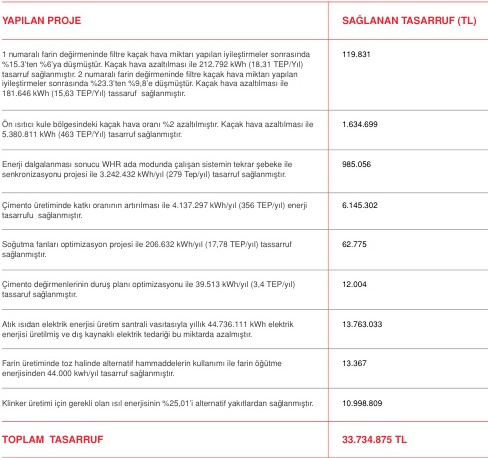 YAPILAN PROJE
SAĞLANAN TASARRUF (TL)
1 numaralı farin değirmeninde filtre kaçak hava miktarı yapılan iyileştirmeler sonrasında
%15.3'ten %6'ya düşmüştür. Kaçak hava azaltılması ile 212.792 kWh (18,31 TEP/Yıl)
tasarruf sağlanmıştır. 2 numaralı farin değirmeninde filtre kaçak hava miktarı yapılan
iyileştirmeler sonrasında %23.3'ten %9,8'e düşmüştür. Kaçak hava azaltılması ile
181.646 kWh (15,63 TEP/Yıl) tassaruf sağlanmıştır.
119.831
Ön ısıtıcı kule bölgesindeki kaçak hava oranı %2 azaltılmıştır. Kaçak hava azaltılması ile
5.380.811 kWh (463 TEP/Yıl) tasarruf sağlanmıştır.
1.634.699
Enerji dalgalanması sonucu WHR ada modunda çalışan sistemin tekrar şebeke ile
senkronizasyonu projesi ile 3.242.432 kWh/yıl (279 Tep/yıl) tasarruf sağlanmıştır.
985.056
Çimento üretiminde katkı oranının artırılması ile 4.137.297 kWh/yıl (356 TEP/yıl) enerji
tasarrufu sağlanmıştır.
6.145.302
Soğutma fanları optimizasyon projesi ile 206.632 kWh/yıl (17,78 TEP/yıl) tassarruf
sağlanmıştır.
62.775
Çimento değirmenlerinin duruş planı optimizasyonu ile 39.513 kWh/yıl (3,4 TEP/yıl)
tassaruf sağlanmıştır.
12.004
Atık ısıdan elektrik enerjisi üretim santrali vasıtasıyla yıllık 44.736.111 kWh elektrik
enerjisi üretilmiş ve dış kaynaklı elektrik tedariği bu miktarda azalmıştır.
13.763.033
Farin üretiminde toz halinde alternatif hammaddelerin kullanımı ile farin öğütme
enerjisinden 44.000 kwh/yıl tasarruf sağlanmıştır.
13.367
Klinker üretimi için gerekli olan ısıl enerjisinin %25,01'i alternatif yakıtlardan sağlanmıştır.
10.998.809
TOPLAM TASARRUF
33.734.875 TL